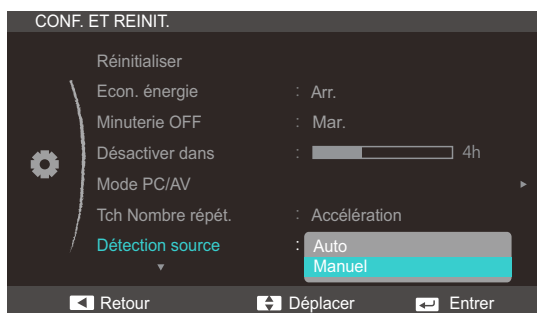 CONF. ET REINIT.
Réinitialiser
Econ. énergie : Arr.
Minuterie OFF : Mar.
Désactiver dans : 4h
Mode PC/AV
Tch Nombre répét. : Accélération
Détection source : Auto
Manuel
Retour Déplacer Entrer